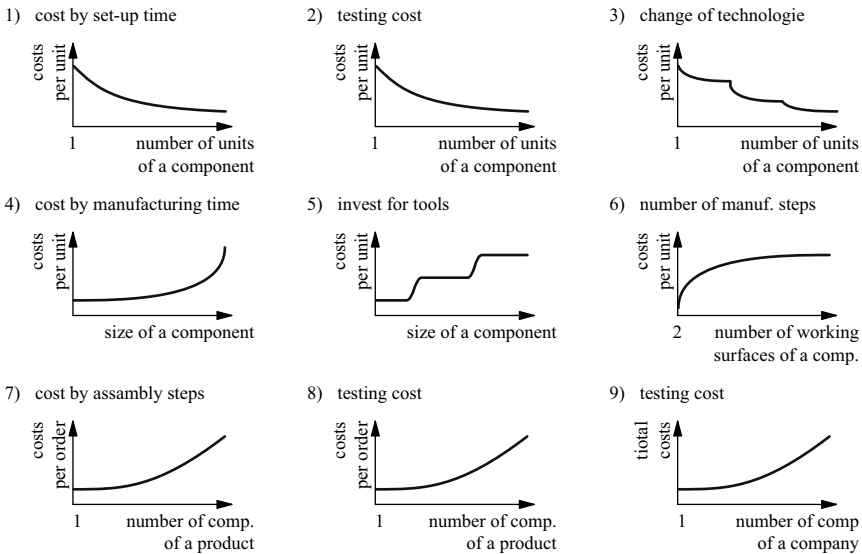 1) cost by set-up time
costs
per unit
1 number of units
of a component
2) testing cost
costs
per unit
1 number of units
of a component
3) change of technologie
costs
per unit
1 number of units
of a component
4) cost by manufacturing time
costs
per unit
size of a component
5) invest for tools
costs
per unit
size of a component
6) number of manuf. steps
costs
per unit
2 number of working
surfaces of a comp.
7) cost by assambly steps
costs
per order
1 number of comp.
of a product
8) testing cost
costs
per order
1 number of comp.
of a product
9) testing cost
tiotal
costs
1 number of comp
of a company